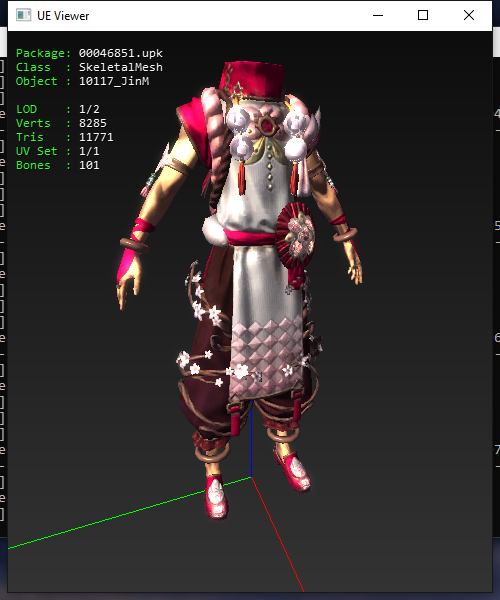 UE Viewer
Package: 00046851.upk
Class  : SkeletalMesh
Object : 10117_JinM
LOD    : 1/2
Verts  : 8285
Tris   : 11771
UV Set : 1/1
Bones  : 101